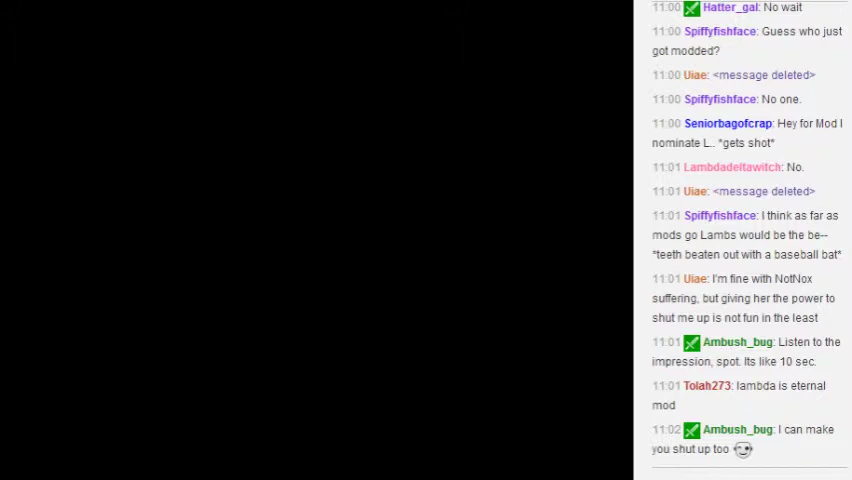 11:00 Hatter_gal: No wait
11:00 Spiffyfishface: Guess who just
got modded?
11:00 Uiae: <message deleted>
11:00 Spiffyfishface: No one.
11:00 Seniorbagofcrap: Hey for Mod I
nominate L.. *gets shot*
11:01 Lambdadeltawitch: No.
11:01 Uiae: <message deleted>
11:01 Spiffyfishface: I think as far as
mods go Lambs would be the be--
*teeth beaten out with a baseball bat*
11:01 Uiae: I'm fine with NotNox
suffering, but giving her the power to
shut me up is not fun in the least
11:01 Ambush_bug: Listen to the
impression, spot. Its like 10 sec.
11:01 Tolah273: lambda is eternal
mod
11:02 Ambush_bug: I can make
you shut up too